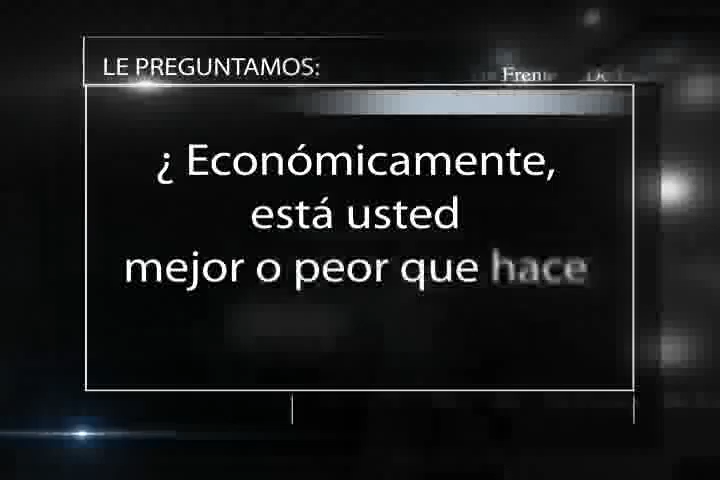 LE PREGUNTAMOS:
¿ Económicamente,
está usted
mejor o peor que hace